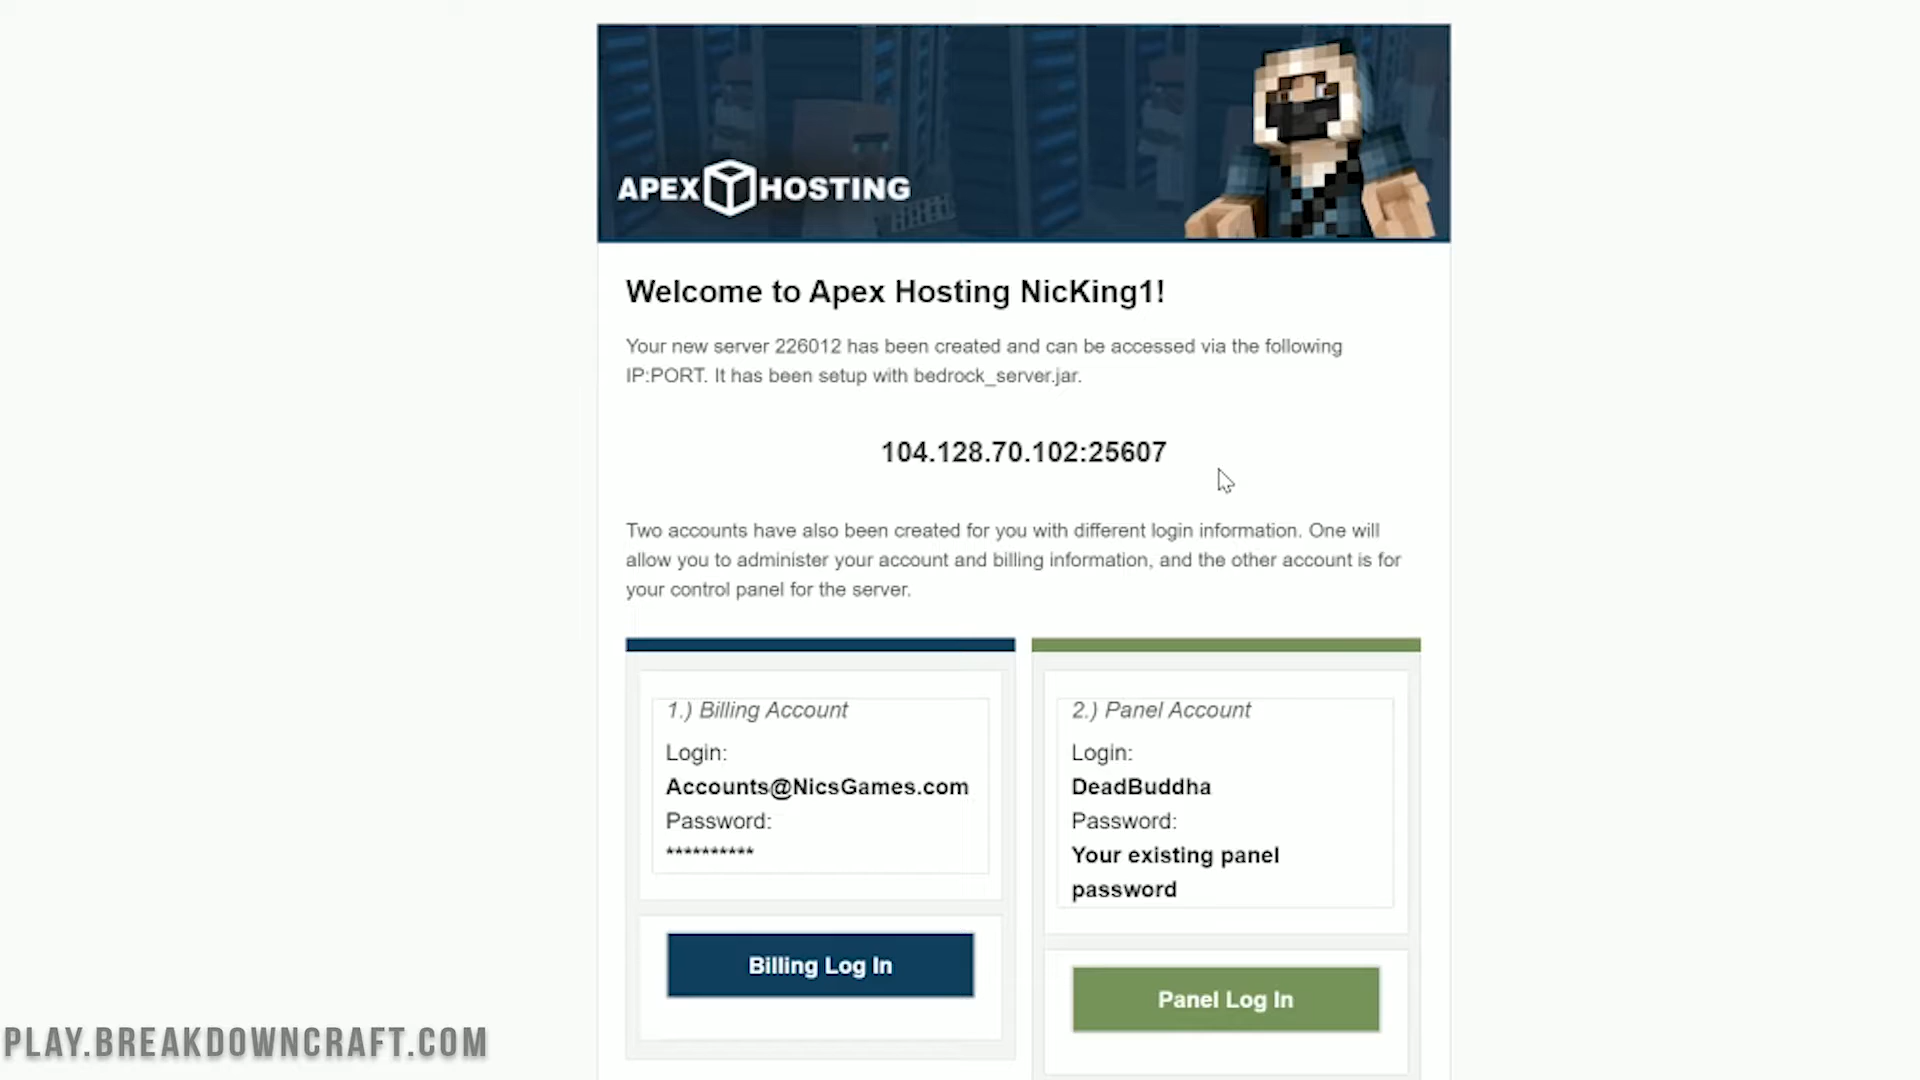 APEX HOSTING
Welcome to Apex Hosting NicKing1!
Your new server 226012 has been created and can be accessed via the following
IP:PORT. It has been setup with bedrock_server.jar.
104.128.70.102:25607
Two accounts have also been created for you with different login information. One will
allow you to administer your account and billing information, and the other account is for
your control panel for the server.
1.) Billing Account
Login:
Accounts@NicsGames.com
Password:
**********
Billing Log In
2.) Panel Account
Login:
DeadBuddha
Password:
Your existing panel
password
Panel Log In
PLAY.BREAKDOWNCRAFT.COM